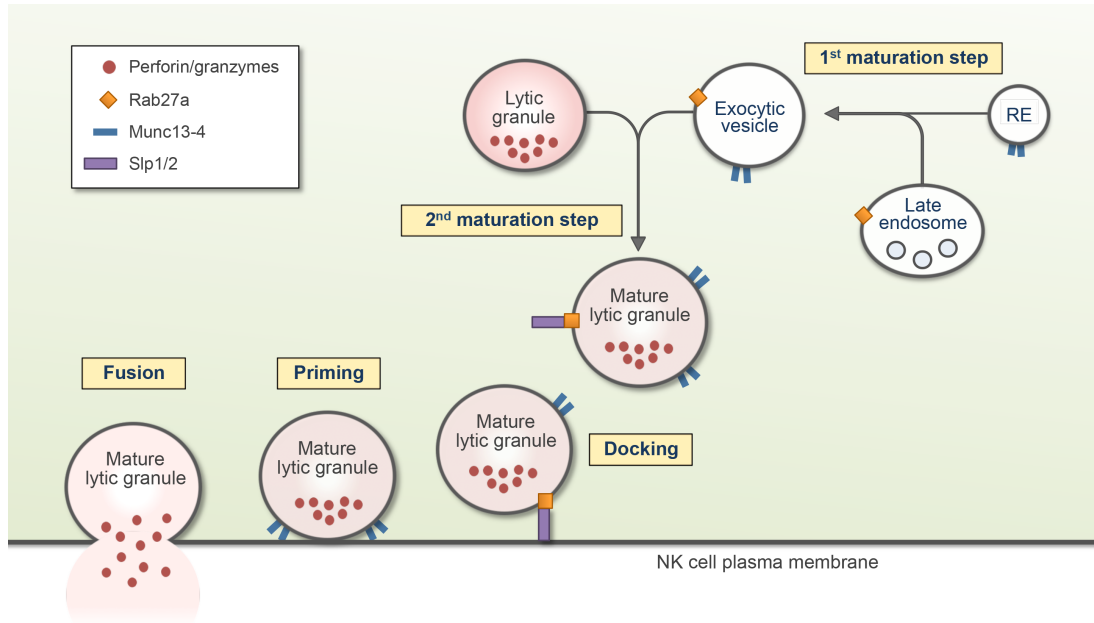 Perforin/granzymes
Rab27a
Munc13-4
Slp1/2
Lytic
granule
Exocytic
vesicle
1st maturation step
RE
Late
endosome
2nd maturation step
Mature
lytic granule
Fusion
Priming
Mature
lytic granule
Docking
Mature
lytic granule
Mature
lytic granule
NK cell plasma membrane